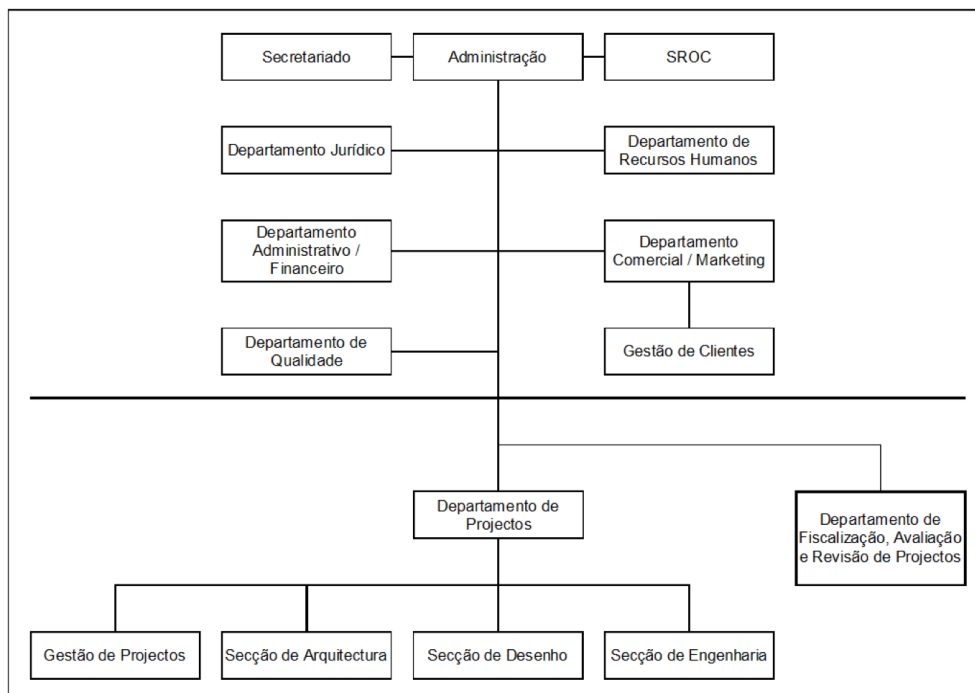 Secretariado
Administração
SROC
Departamento Jurídico
Departamento de
Recursos Humanos
Departamento
Administrativo /
Financeiro
Departamento
Comercial / Marketing
Departamento de
Qualidade
Gestão de Clientes
Departamento de
Projectos
Departamento de
Fiscalização, Avaliação
e Revisão de Projectos
Gestão de Projectos
Secção de Arquitectura
Secção de Desenho
Secção de Engenharia